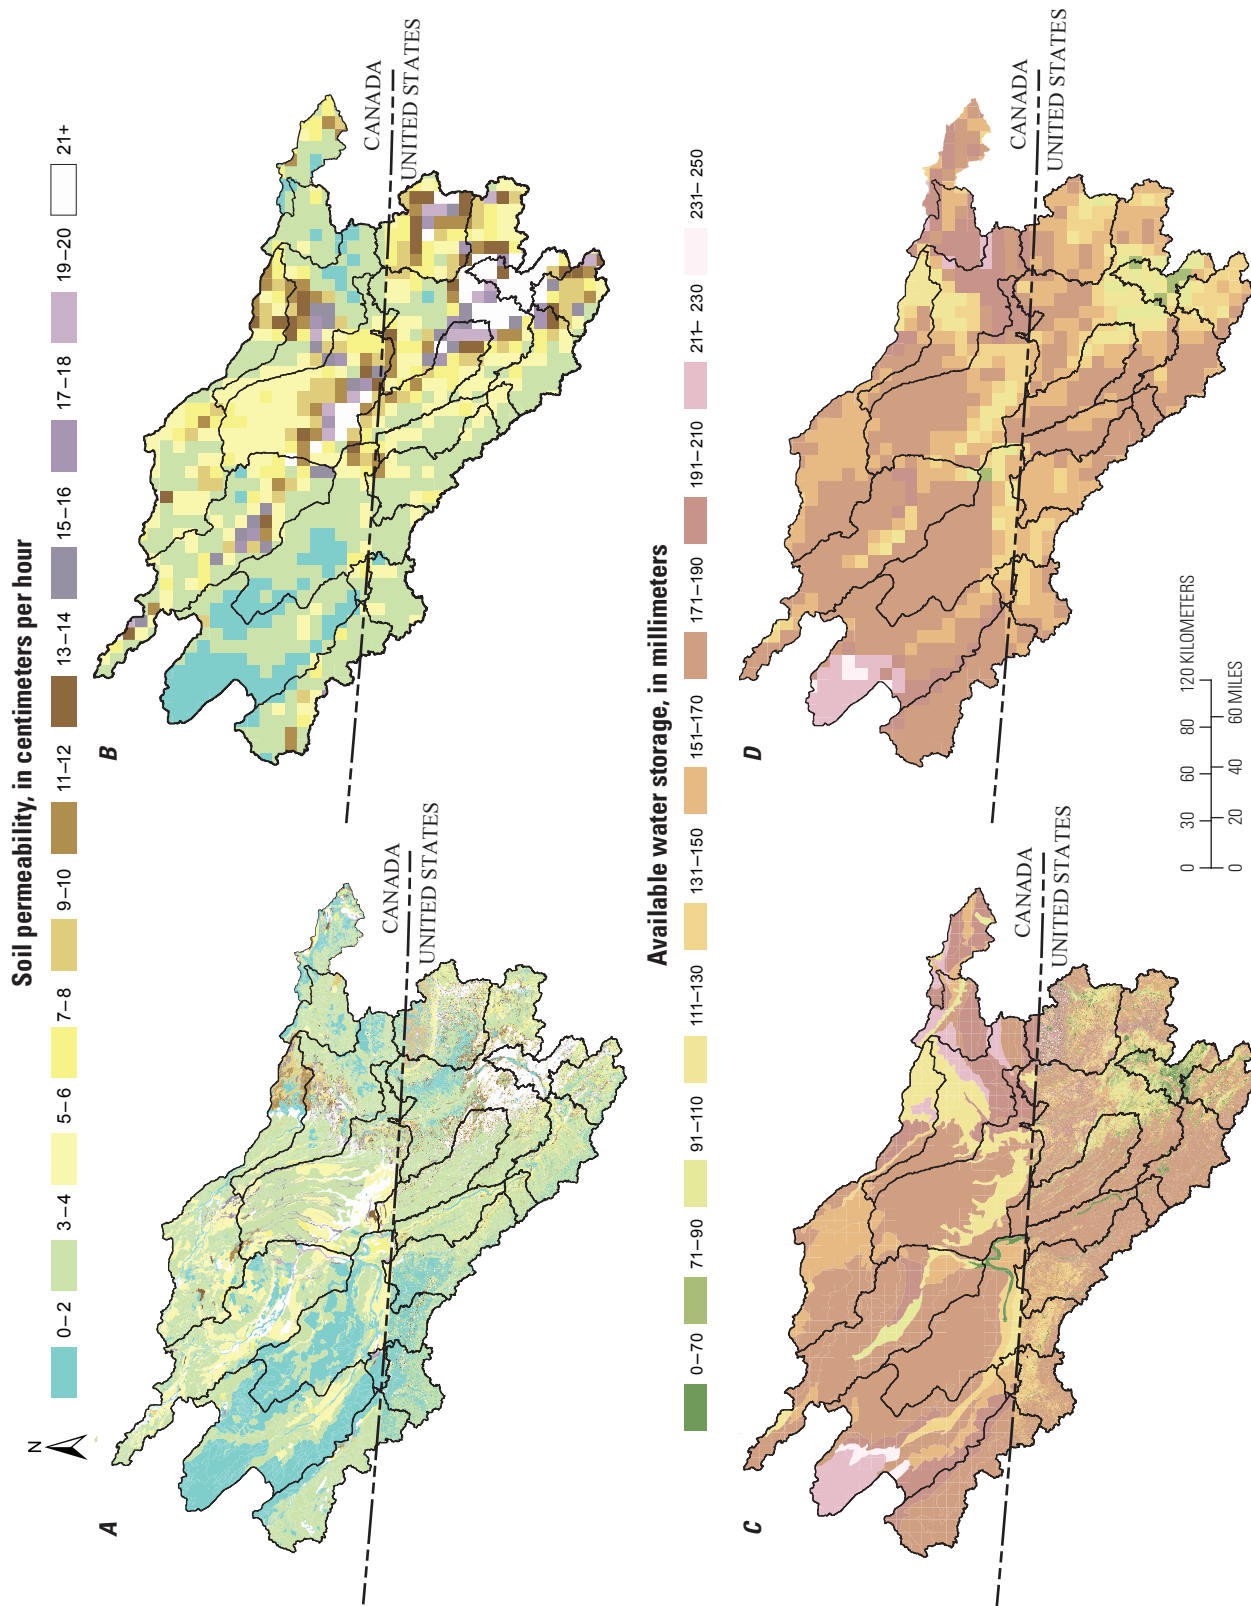 Soil permeability, in centimeters per hour
0–2 3–4 5–6 7–8 9–10 11–12 13–14 15–16 17–18 19–20 21+
N
A
CANADA
UNITED STATES
B
CANADA
UNITED STATES
Available water storage, in millimeters
0–70 71–90 91–110 111–130 131–150 151–170 171–190 191–210 211– 230 231– 250
C
CANADA
UNITED STATES
D
CANADA
UNITED STATES
0 30 60 80 120 KILOMETERS
0 20 40 60 MILES